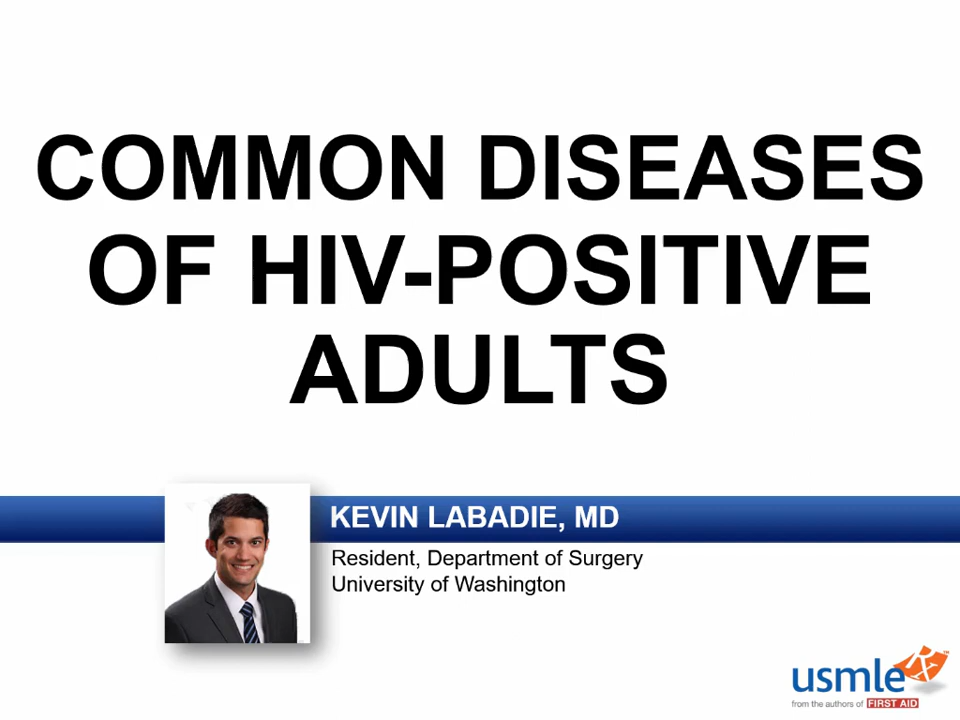 COMMON DISEASES
OF HIV-POSITIVE
ADULTS
KEVIN LABADIE, MD
Resident, Department of Surgery
University of Washington
usmle Rx™
from the authors of FIRST AID